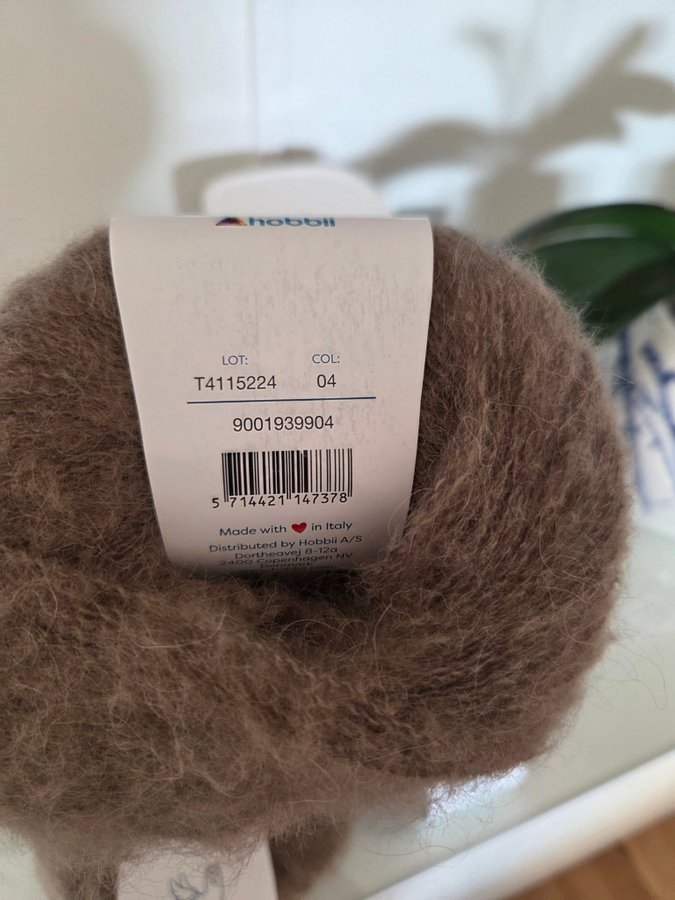 hobbii
LOT: COL:
T4115224 04
9001939904
5 714421 147378
Made with ❤ in Italy
Distributed by Hobbii A/S
Dortheavej 8-12a
2400 Copenhagen NV
Denmark